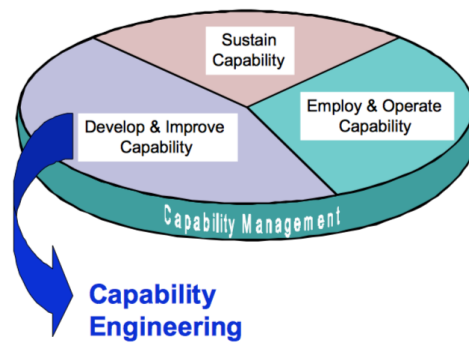 Sustain
Capability
Employ & Operate
Capability
Develop & Improve
Capability
Capability Management
Capability
Engineering